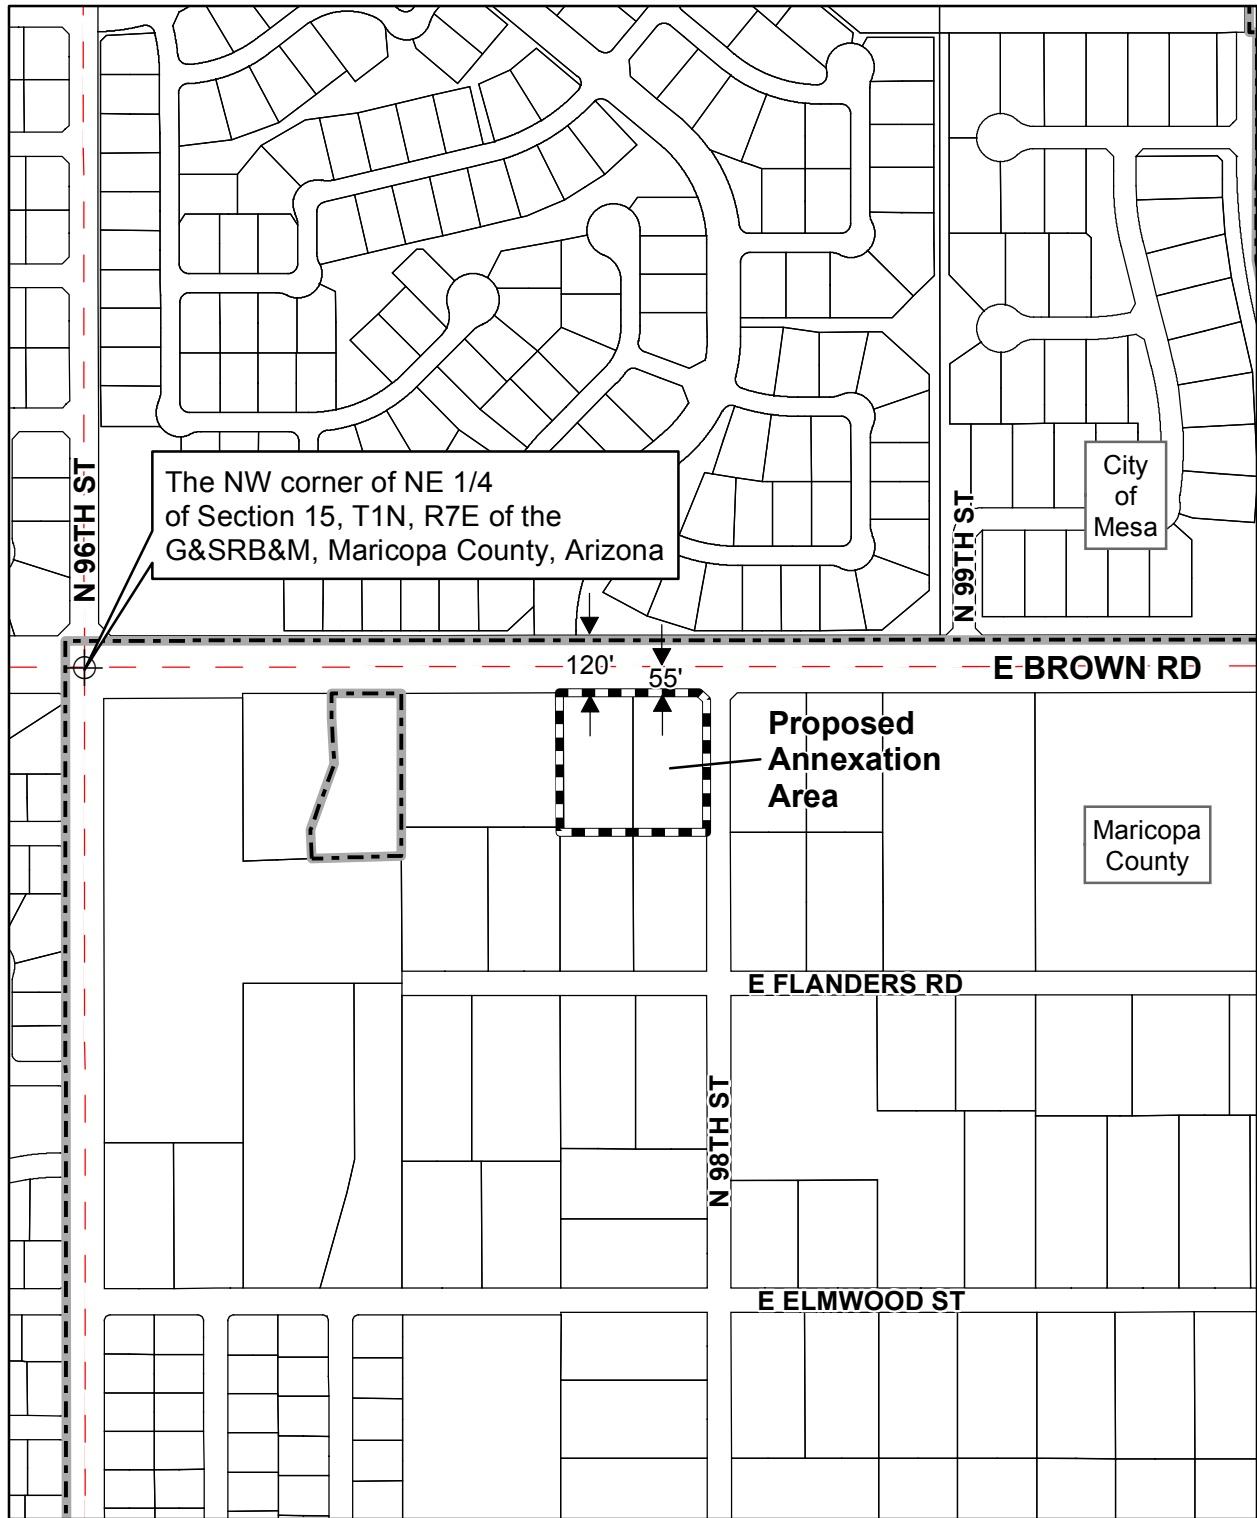 City
of
Mesa
N 96TH ST
The NW corner of NE 1/4
of Section 15, T1N, R7E of the
G&SRB&M, Maricopa County, Arizona
N 99TH ST
120'
55'
E BROWN RD
Proposed
Annexation
Area
Maricopa
County
E FLANDERS RD
N 98TH ST
E ELMWOOD ST